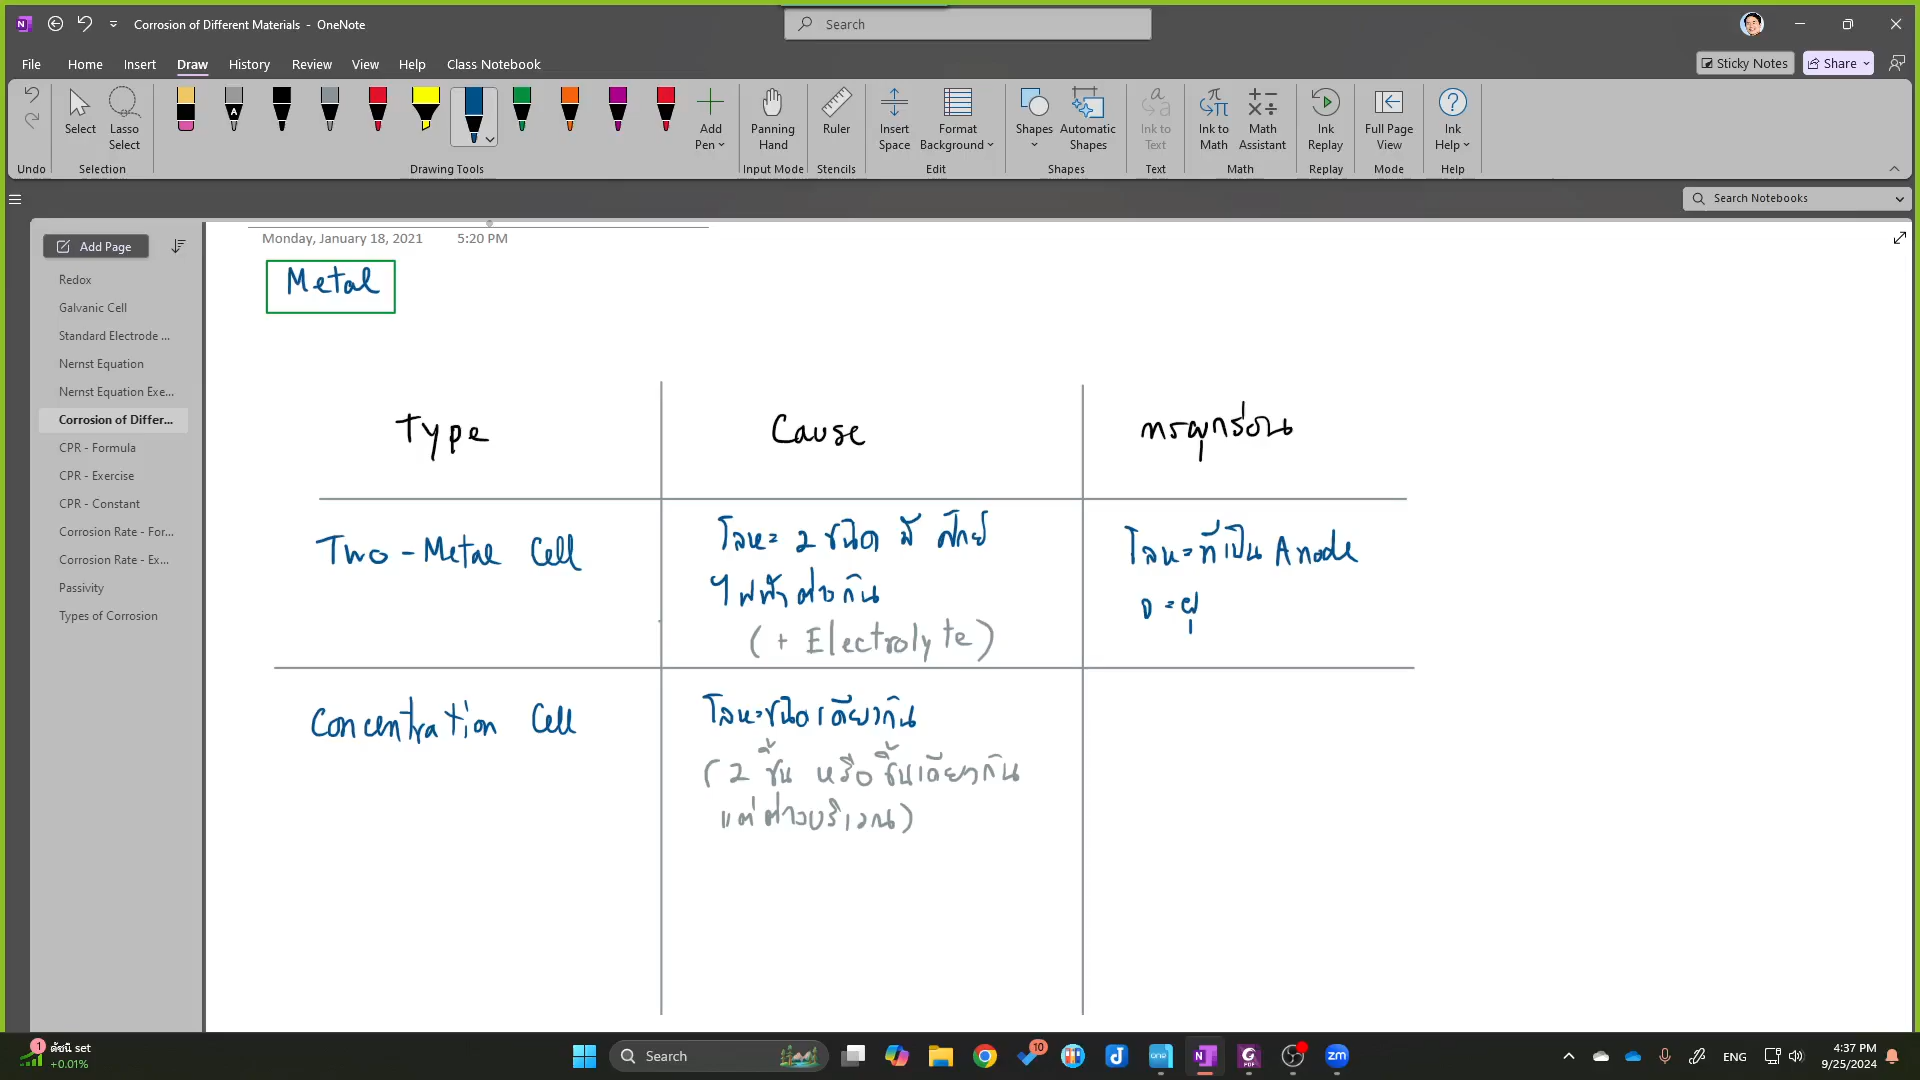 Corrosion of Different Materials - OneNote
Search
File Home Insert Draw History Review View Help Class Notebook
Sticky Notes Share
Undo
Select
Lasso Select
Selection
Drawing Tools
Add Pen
Panning Hand
Input Mode
Ruler
Stencils
Insert Space
Format Background
Edit
Shapes
Automatic Shapes
Shapes
Ink to Text
Text
Ink to Math
Math Assistant
Math
Ink Replay
Replay
Full Page View
Mode
Ink Help
Help
Search Notebooks
Add Page
Redox
Galvanic Cell
Standard Electrode ...
Nernst Equation
Nernst Equation Exe...
Corrosion of Differ...
CPR - Formula
CPR - Exercise
CPR - Constant
Corrosion Rate - For...
Corrosion Rate - Ex...
Passivity
Types of Corrosion
Monday, January 18, 2021 5:20 PM
Metal
Type Cause การผุกร่อน
Two-Metal Cell
โลหะ 2 ชนิด มี ศักย์
ไฟฟ้าต่างกัน
(+ Electrolyte)
โลหะที่เป็น Anode
จะผุ
Concentration Cell
โลหะชนิดเดียวกัน
(2 ชิ้น หรือ ชิ้นเดียวกัน
แต่ต่างบริเวณ)
1
ดัชนี set
+0.01%
Search
10
ENG
4:37 PM
9/25/2024